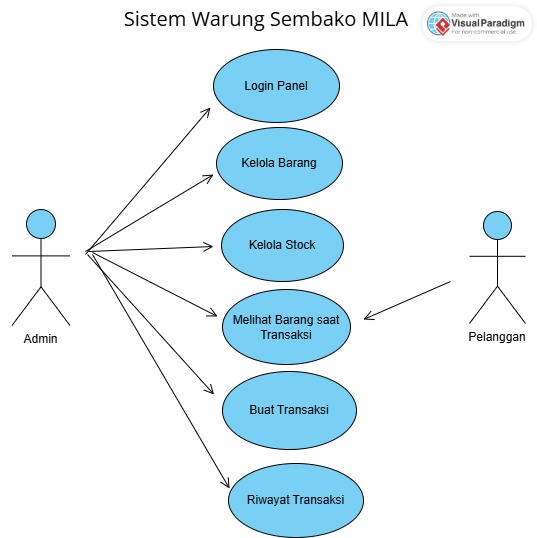 Sistem Warung Sembako MILA
Made with
Visual Paradigm
For non-commercial use
Login Panel
Kelola Barang
Kelola Stock
Melihat Barang saat
Transaksi
Admin
Pelanggan
Buat Transaksi
Riwayat Transaksi